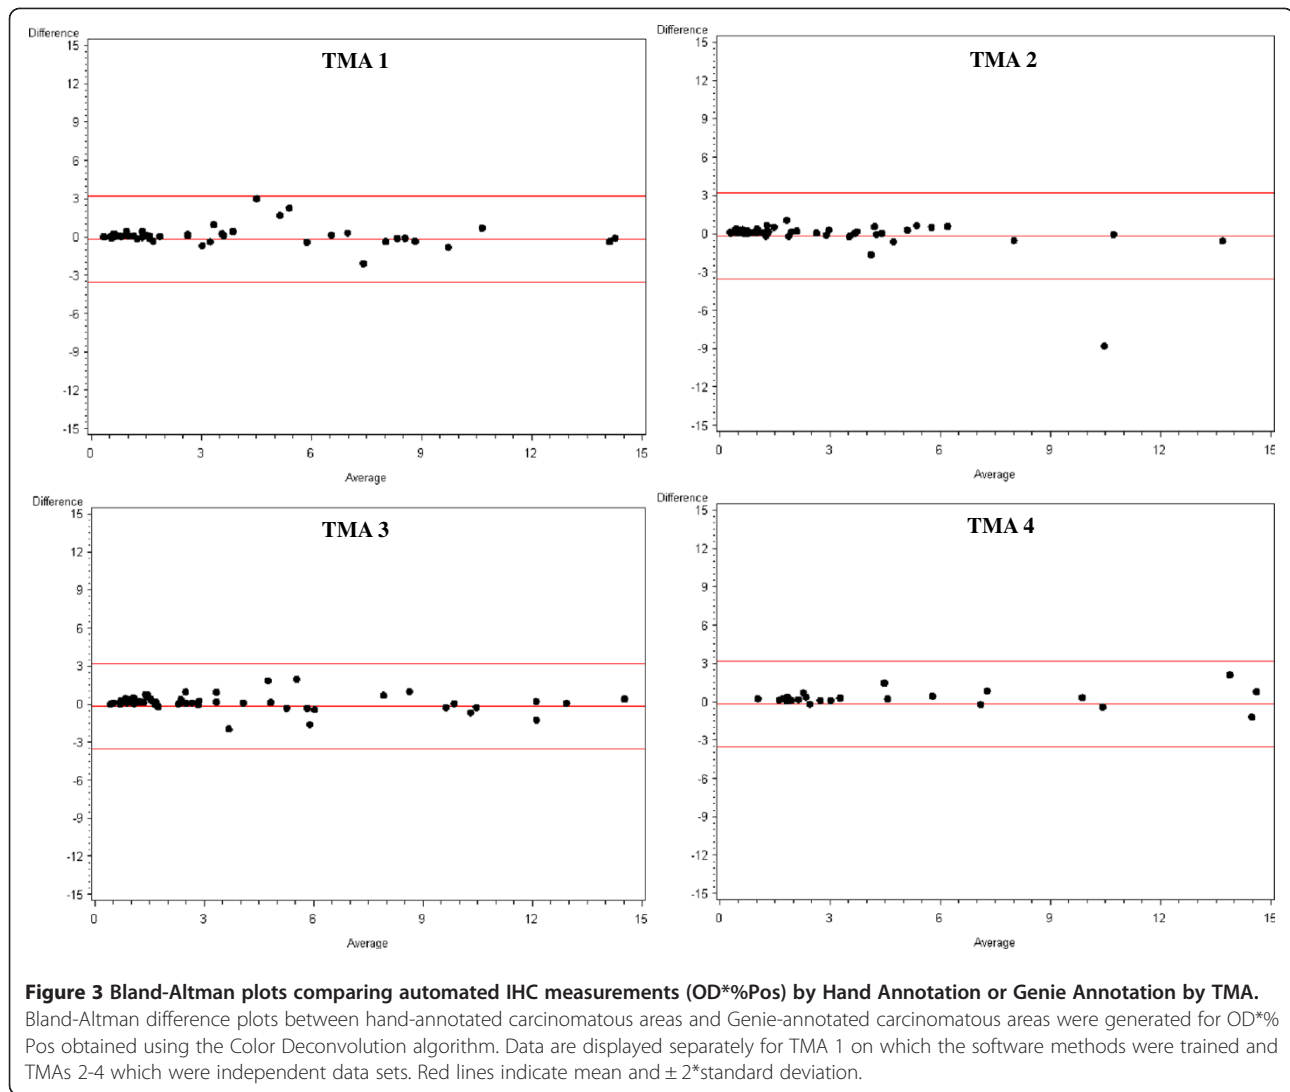 Difference
TMA 1
15
12
9
6
3
0
-3
-6
-9
-12
-15
0 3 6 9 12 15
Average
Difference
TMA 2
15
12
9
6
3
0
-3
-6
-9
-12
-15
0 3 6 9 12 15
Average
Difference
TMA 3
15
12
9
6
3
0
-3
-6
-9
-12
-15
0 3 6 9 12 15
Average
Difference
TMA 4
15
12
9
6
3
0
-3
-6
-9
-12
-15
0 3 6 9 12 15
Average
Figure 3 Bland-Altman plots comparing automated IHC measurements (OD*%Pos) by Hand Annotation or Genie Annotation by TMA.
Bland-Altman difference plots between hand-annotated carcinomatous areas and Genie-annotated carcinomatous areas were generated for OD*%
Pos obtained using the Color Deconvolution algorithm. Data are displayed separately for TMA 1 on which the software methods were trained and
TMAs 2-4 which were independent data sets. Red lines indicate mean and ± 2*standard deviation.